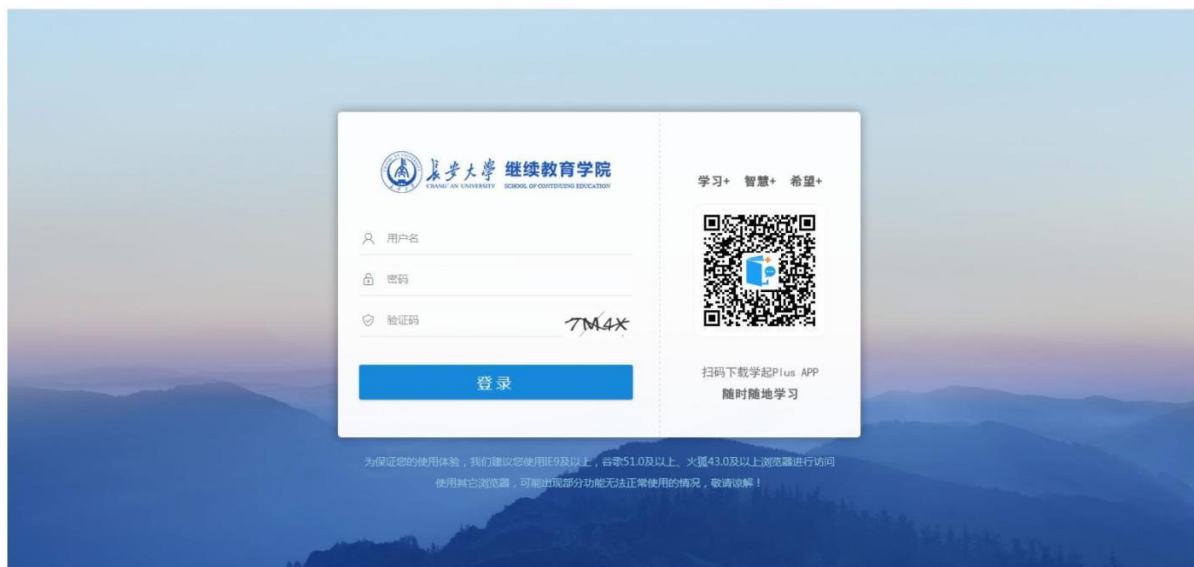 长安大学 继续教育学院
CHANG'AN UNIVERSITY SCHOOL OF CONTINUING EDUCATION
用户名
密码
验证码 7M4X
登录
学习+ 智慧+ 希望+
扫码下载学起Plus APP
随时随地学习
为保证您的使用体验，我们建议您使用IE9及以上，谷歌51.0及以上、火狐43.0及以上浏览器进行访问
使用其它浏览器，可能出现部分功能无法正常使用的情况，敬请谅解！